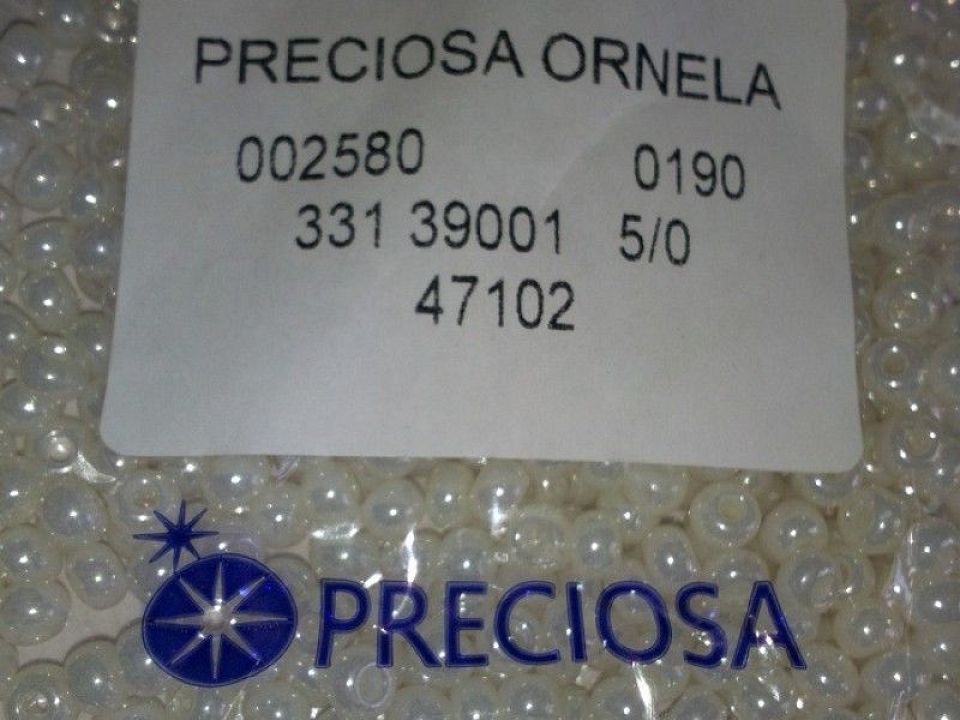 PRECIOSA ORNELA
002580 0190
331 39001 5/0
47102
PRECIOSA